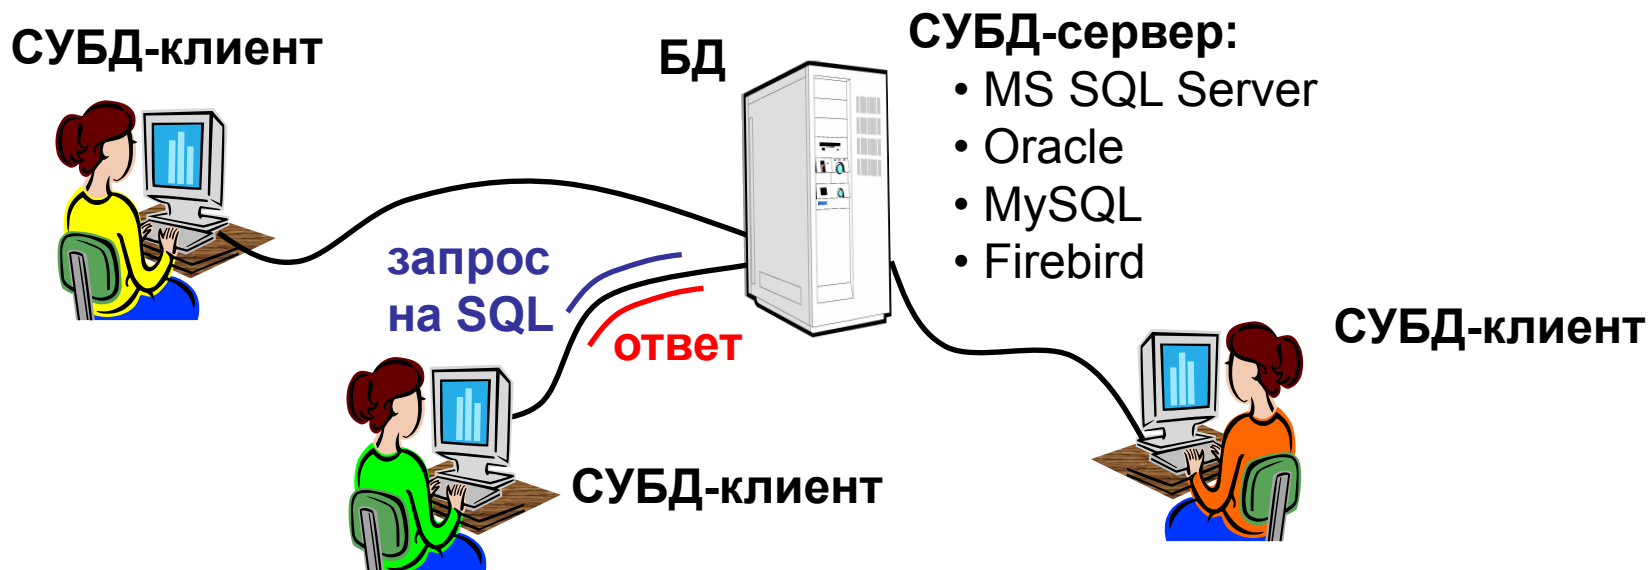 СУБД-клиент
БД
СУБД-сервер:
• MS SQL Server
• Oracle
• MySQL
• Firebird
запрос
на SQL
ответ
СУБД-клиент
СУБД-клиент